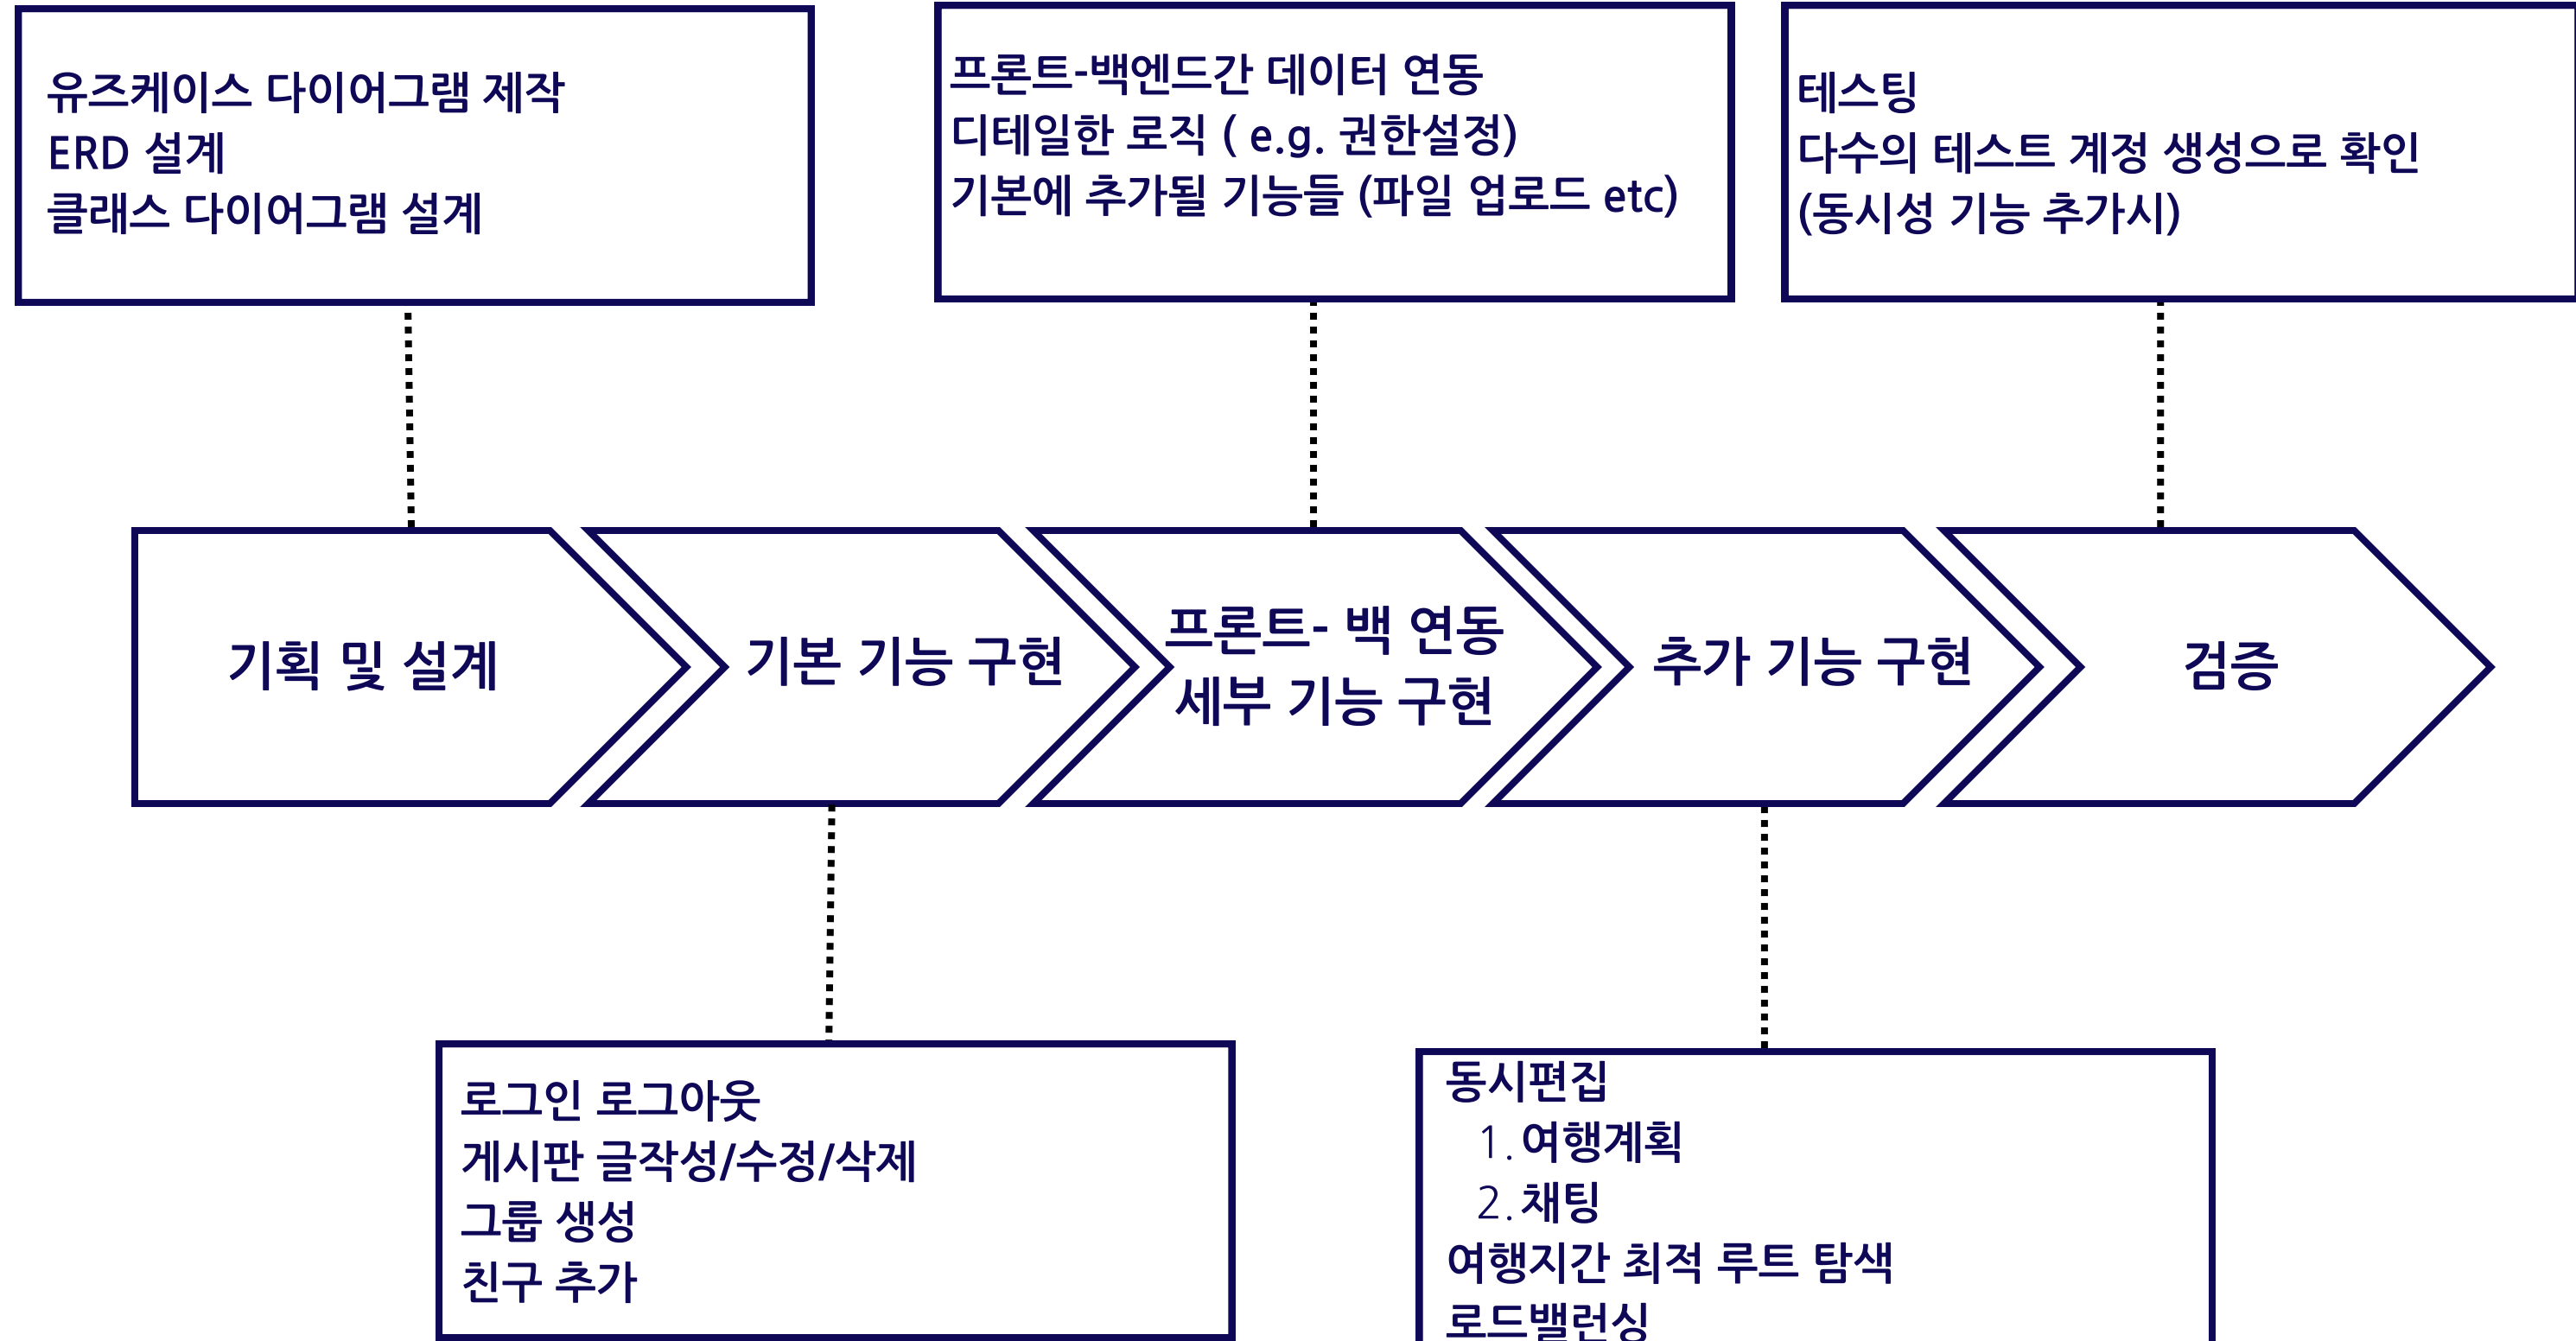 유즈케이스 다이어그램 제작
ERD 설계
클래스 다이어그램 설계
프론트-백엔드간 데이터 연동
디테일한 로직 ( e.g. 권한설정)
기본에 추가될 기능들 (파일 업로드 etc)
테스팅
다수의 테스트 계정 생성으로 확인
(동시성 기능 추가시)
기획 및 설계
기본 기능 구현
프론트- 백 연동
세부 기능 구현
추가 기능 구현
검증
로그인 로그아웃
게시판 글작성/수정/삭제
그룹 생성
친구 추가
동시편집
1. 여행계획
2. 채팅
여행지간 최적 루트 탐색
로드밸런싱